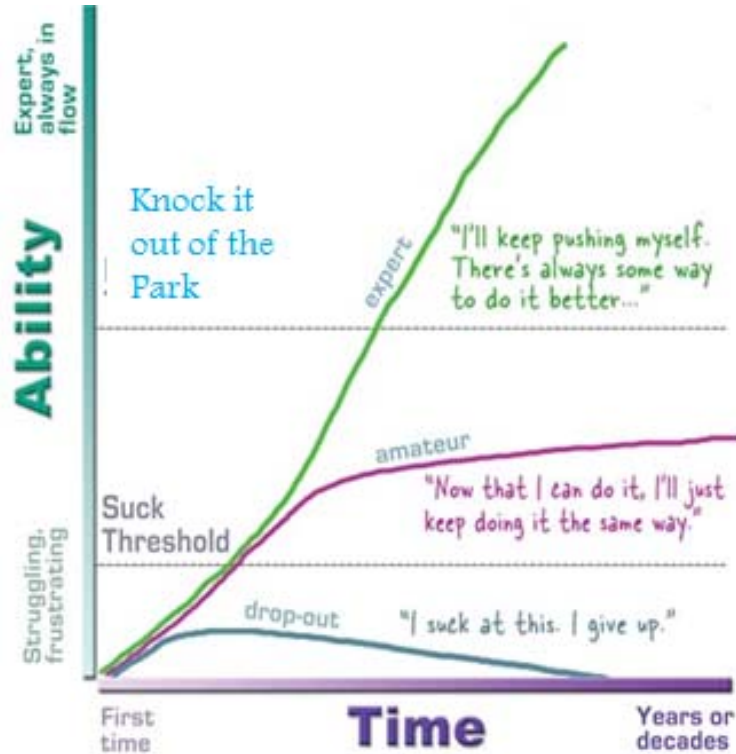 Expert,
always in
flow
Ability
Struggling,
frustrating
Knock it
out of the
Park
expert
"I'll keep pushing myself.
There's always some way
to do it better..."
amateur
"Now that I can do it, I'll just
keep doing it the same way."
Suck
Threshold
drop-out
"I suck at this. I give up."
First
time
Time
Years or
decades